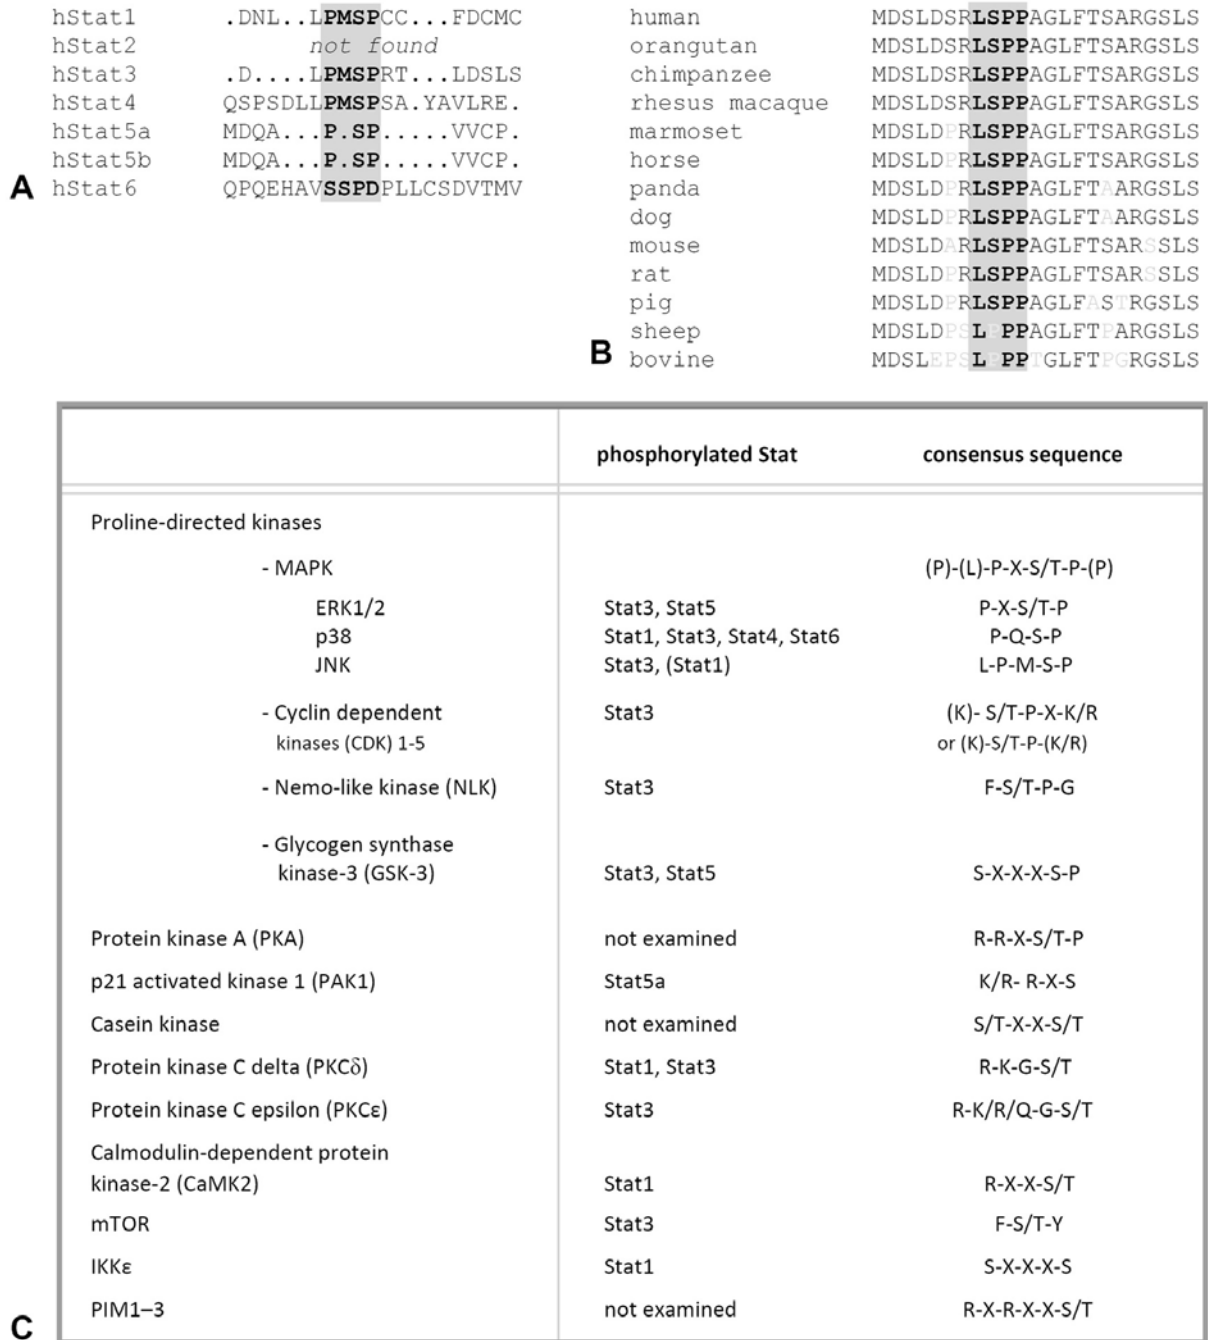 hStat1 .DNL..LPMSPCC...FDCMC
hStat2 not found
hStat3 .D....LPMSPRT...LDSLS
hStat4 QSPSDLLPMSPSA.YAVLRE.
hStat5a MDQA...P.SP.....VVCP.
hStat5b MDQA...P.SP.....VVCP.
A hStat6 QPQEHAVSSPDPLLCSDVTMV
human MDSLDSRLSPPAGLFTSARGSLS
orangutan MDSLDSRLSPPAGLFTSARGSLS
chimpanzee MDSLDSRLSPPAGLFTSARGSLS
rhesus macaque MDSLDSRLSPPAGLFTSARGSLS
marmoset MDSLDPRLSPPAGLFTSARGSLS
horse MDSLDPRLSPPAGLFTSARGSLS
panda MDSLDPRLSPPAGLFTAARGSLS
dog MDSLDPRLSPPAGLFTAARGSLS
mouse MDSLDARLSPPAGLFTSARSSLS
rat MDSLDPRLSPPAGLFTSARSSLS
pig MDSLDPRLSPPAGLFASTRGSLS
sheep MDSLDPSLPPPAGLFTPARGSLS
B bovine MDSLEPSLPPPTGLFTPGRGSLS
phosphorylated Stat consensus sequence
Proline-directed kinases
- MAPK (P)-(L)-P-X-S/T-P-(P)
ERK1/2 Stat3, Stat5 P-X-S/T-P
p38 Stat1, Stat3, Stat4, Stat6 P-Q-S-P
JNK Stat3, (Stat1) L-P-M-S-P
- Cyclin dependent Stat3 (K)- S/T-P-X-K/R
kinases (CDK) 1-5 or (K)-S/T-P-(K/R)
- Nemo-like kinase (NLK) Stat3 F-S/T-P-G
- Glycogen synthase
kinase-3 (GSK-3) Stat3, Stat5 S-X-X-X-S-P
Protein kinase A (PKA) not examined R-R-X-S/T-P
p21 activated kinase 1 (PAK1) Stat5a K/R- R-X-S
Casein kinase not examined S/T-X-X-S/T
Protein kinase C delta (PKCδ) Stat1, Stat3 R-K-G-S/T
Protein kinase C epsilon (PKCε) Stat3 R-K/R/Q-G-S/T
Calmodulin-dependent protein
kinase-2 (CaMK2) Stat1 R-X-X-S/T
mTOR Stat3 F-S/T-Y
IKKε Stat1 S-X-X-X-S
PIM1–3 not examined R-X-R-X-X-S/T
C